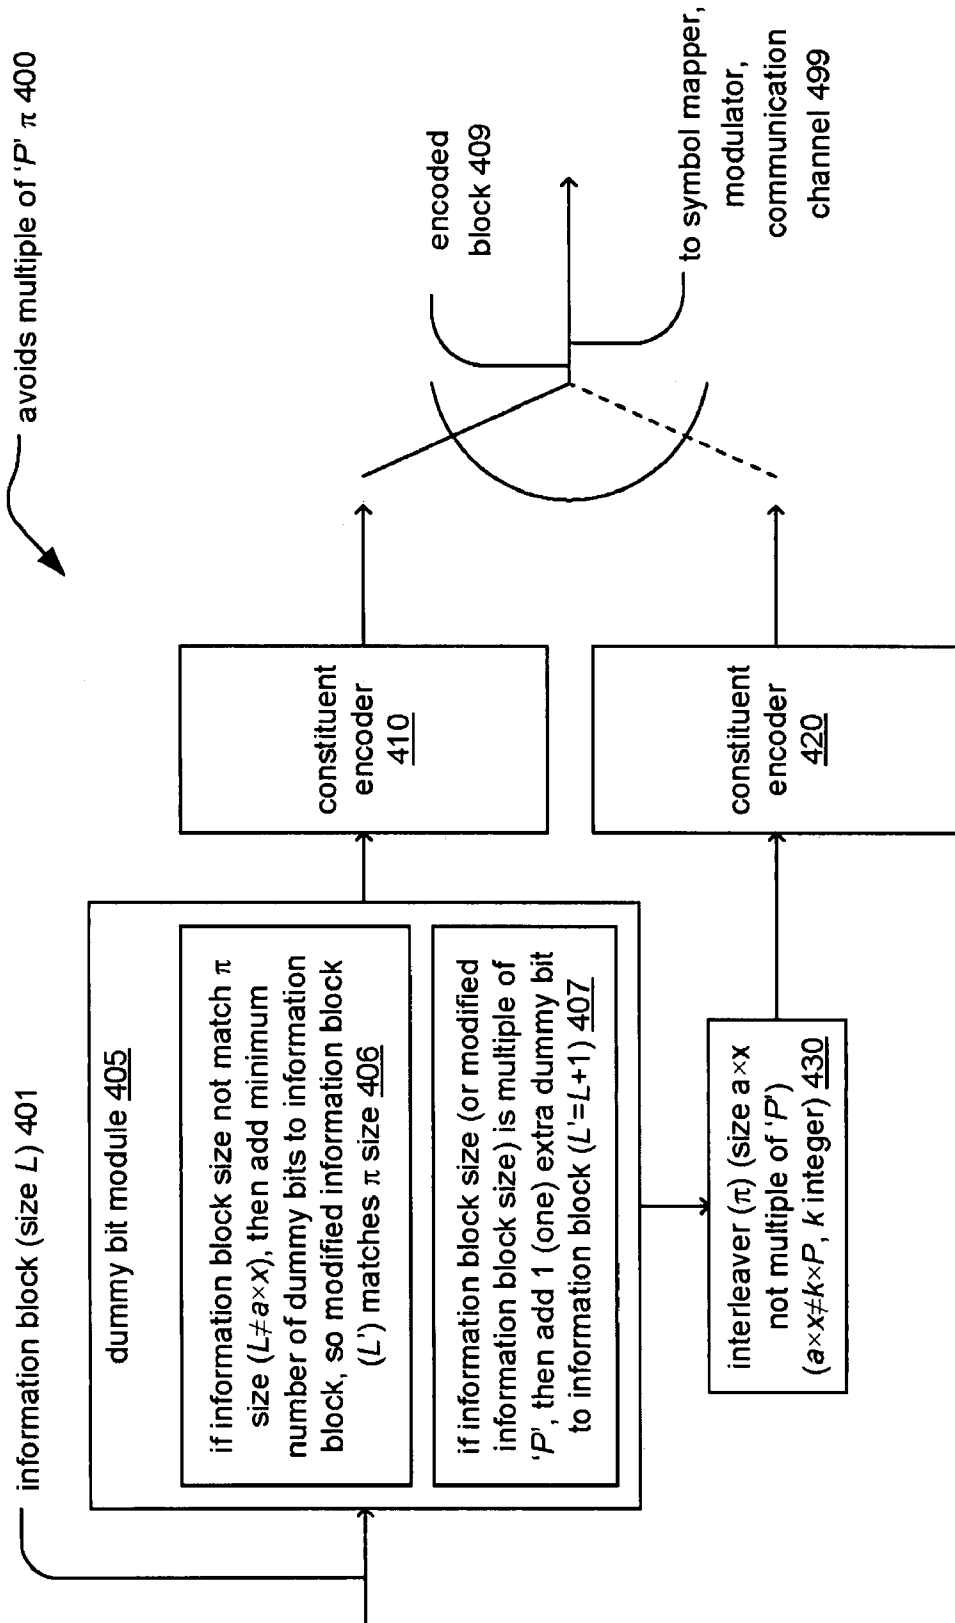 avoids multiple of 'P' π 400
information block (size L) 401
dummy bit module 405
if information block size not match π
size (L≠a×x), then add minimum
number of dummy bits to information
block, so modified information block
(L') matches π size 406
if information block size (or modified
information block size) is multiple of
'P', then add 1 (one) extra dummy bit
to information block (L'=L+1) 407
constituent
encoder
410
interleaver (π) (size a×x
not multiple of 'P')
(a×x≠k×P, k integer) 430
constituent
encoder
420
encoded
block 409
to symbol mapper,
modulator,
communication
channel 499